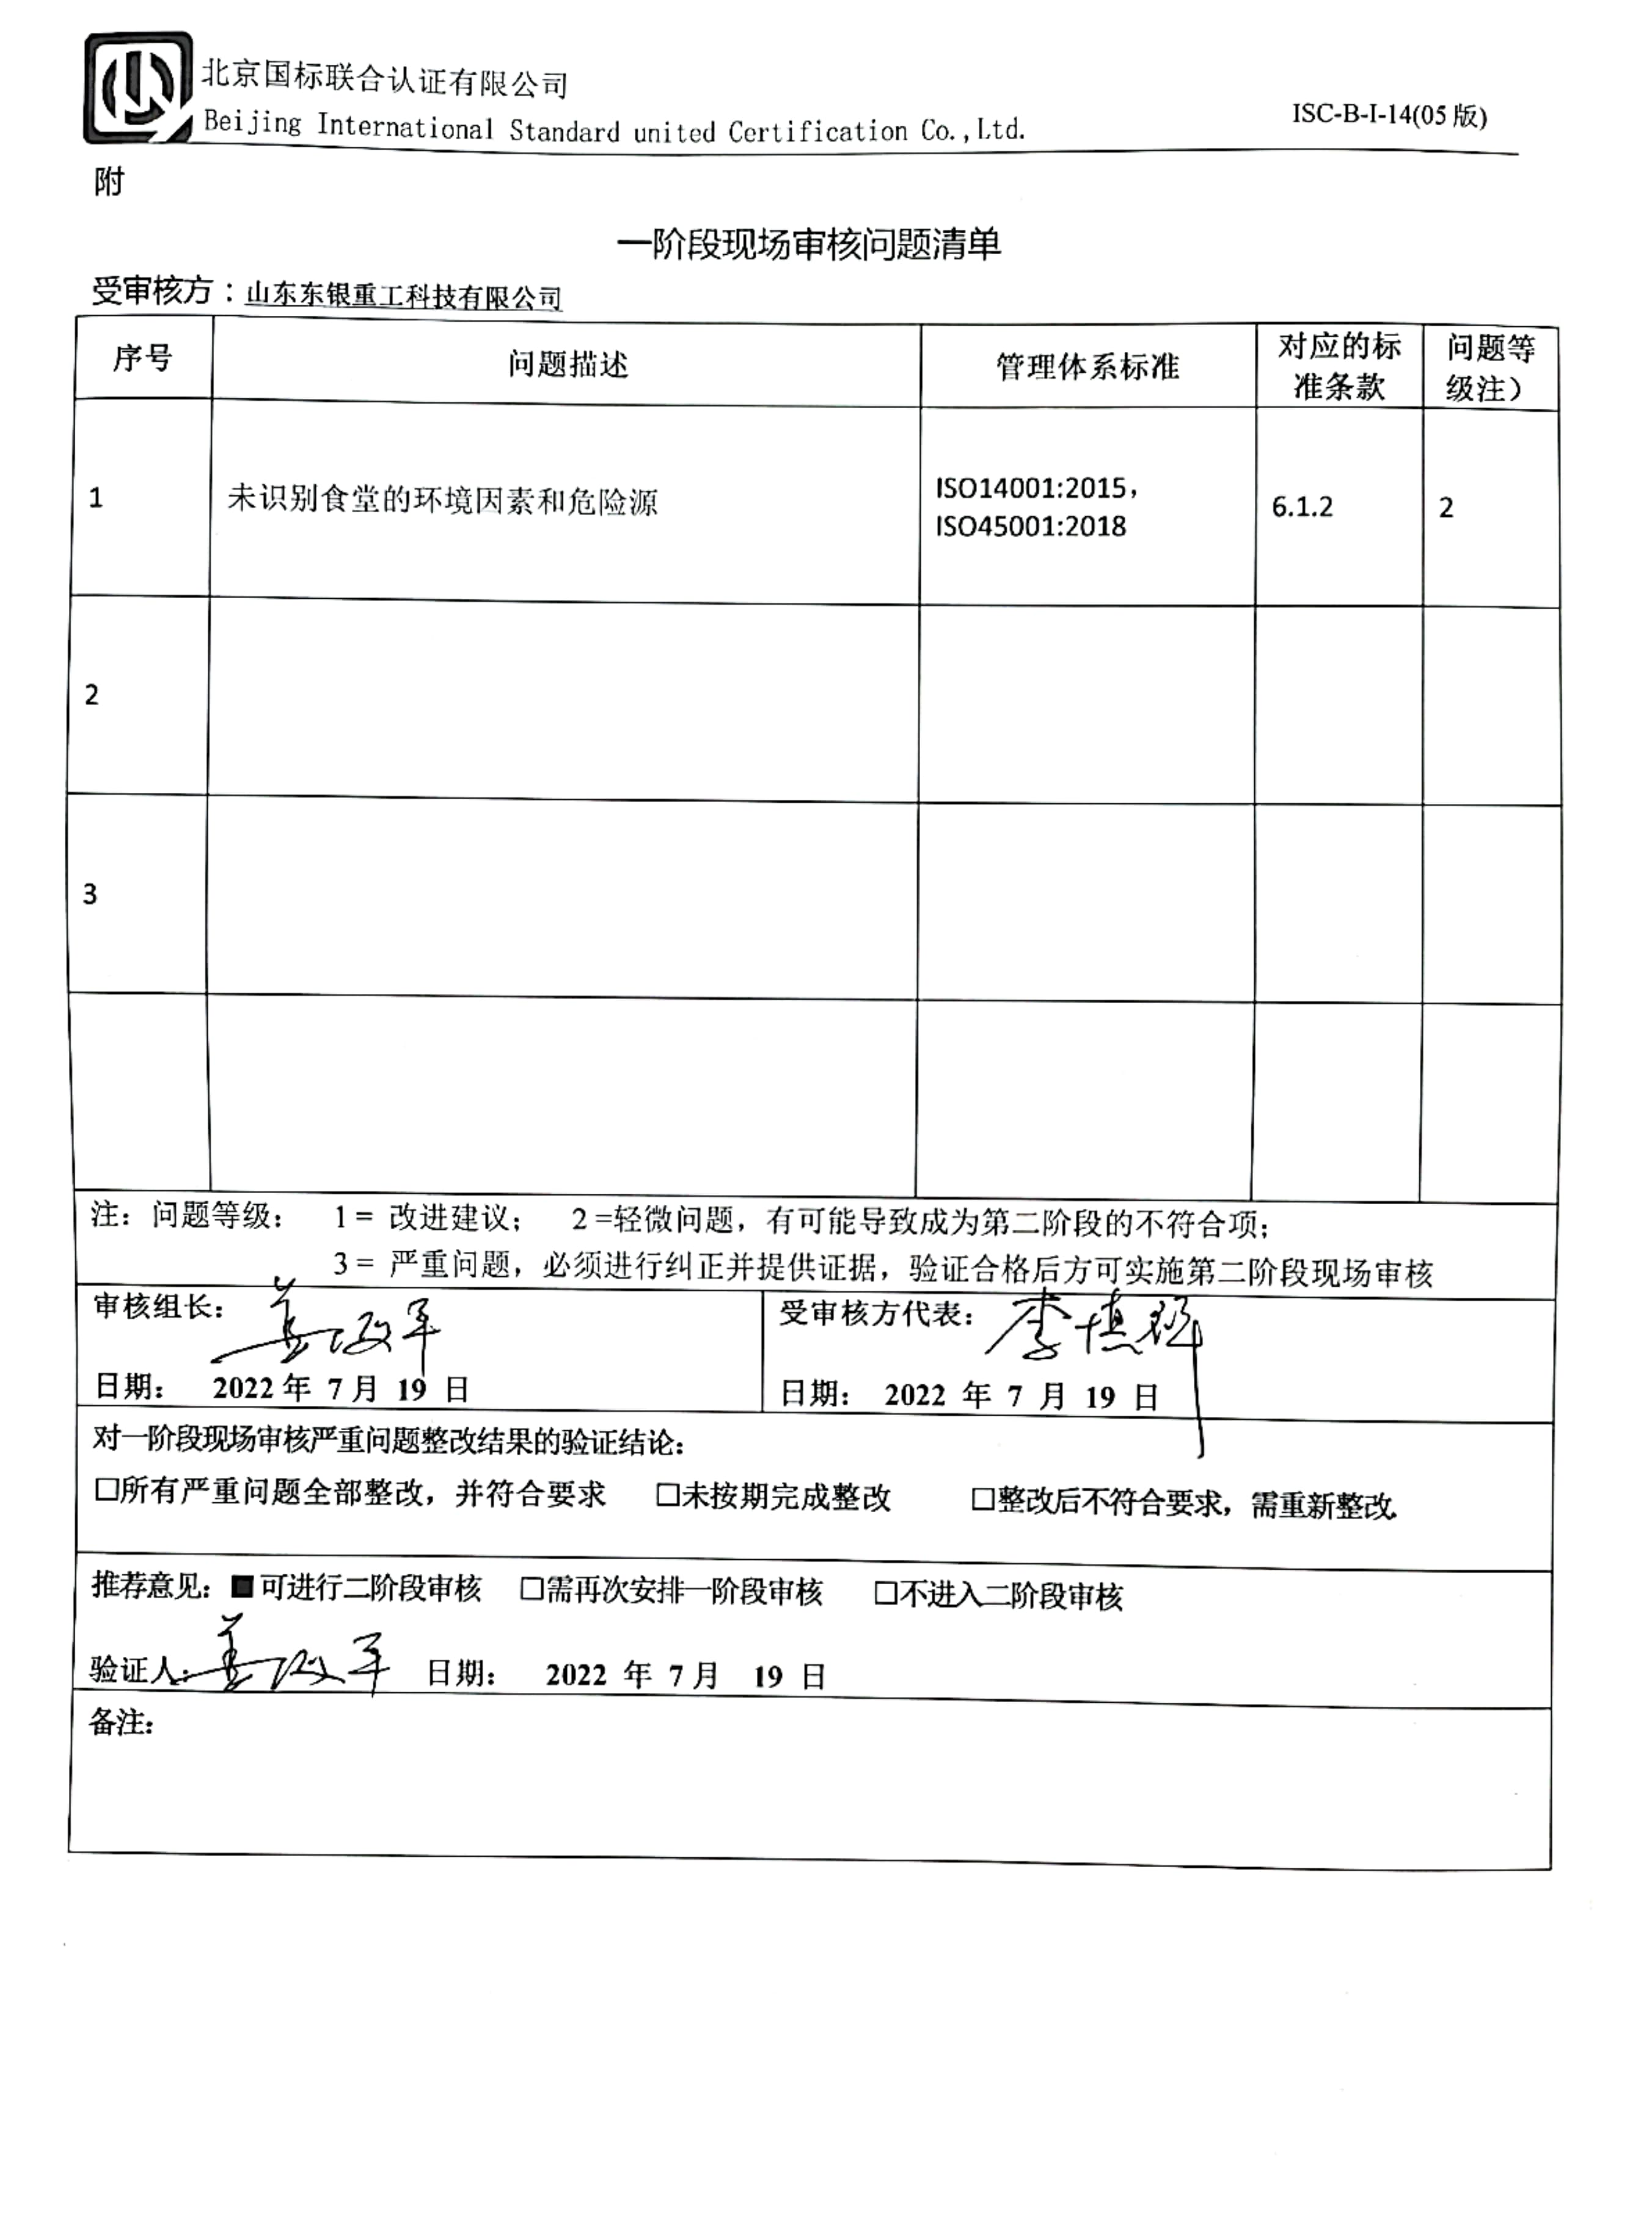 北京国标联合认证有限公司
Beijing International Standard united Certification Co.,Ltd.
ISC-B-I-14(05 版)
附
一阶段现场审核问题清单
受审核方：山东东银重工科技有限公司
序号 问题描述 管理体系标准 对应的标准条款 问题等级注）
1 未识别食堂的环境因素和危险源 ISO14001:2015， ISO45001:2018 6.1.2 2
2
3
注：问题等级： 1 = 改进建议； 2 =轻微问题，有可能导致成为第二阶段的不符合项；
3 = 严重问题，必须进行纠正并提供证据，验证合格后方可实施第二阶段现场审核
审核组长： 受审核方代表：
日期： 2022 年 7 月 19 日 日期： 2022 年 7 月 19 日
对一阶段现场审核严重问题整改结果的验证结论：
□所有严重问题全部整改，并符合要求 □未按期完成整改 □整改后不符合要求，需重新整改.
推荐意见：■可进行二阶段审核 □需再次安排一阶段审核 □不进入二阶段审核
验证人： 日期： 2022 年 7 月 19 日
备注：